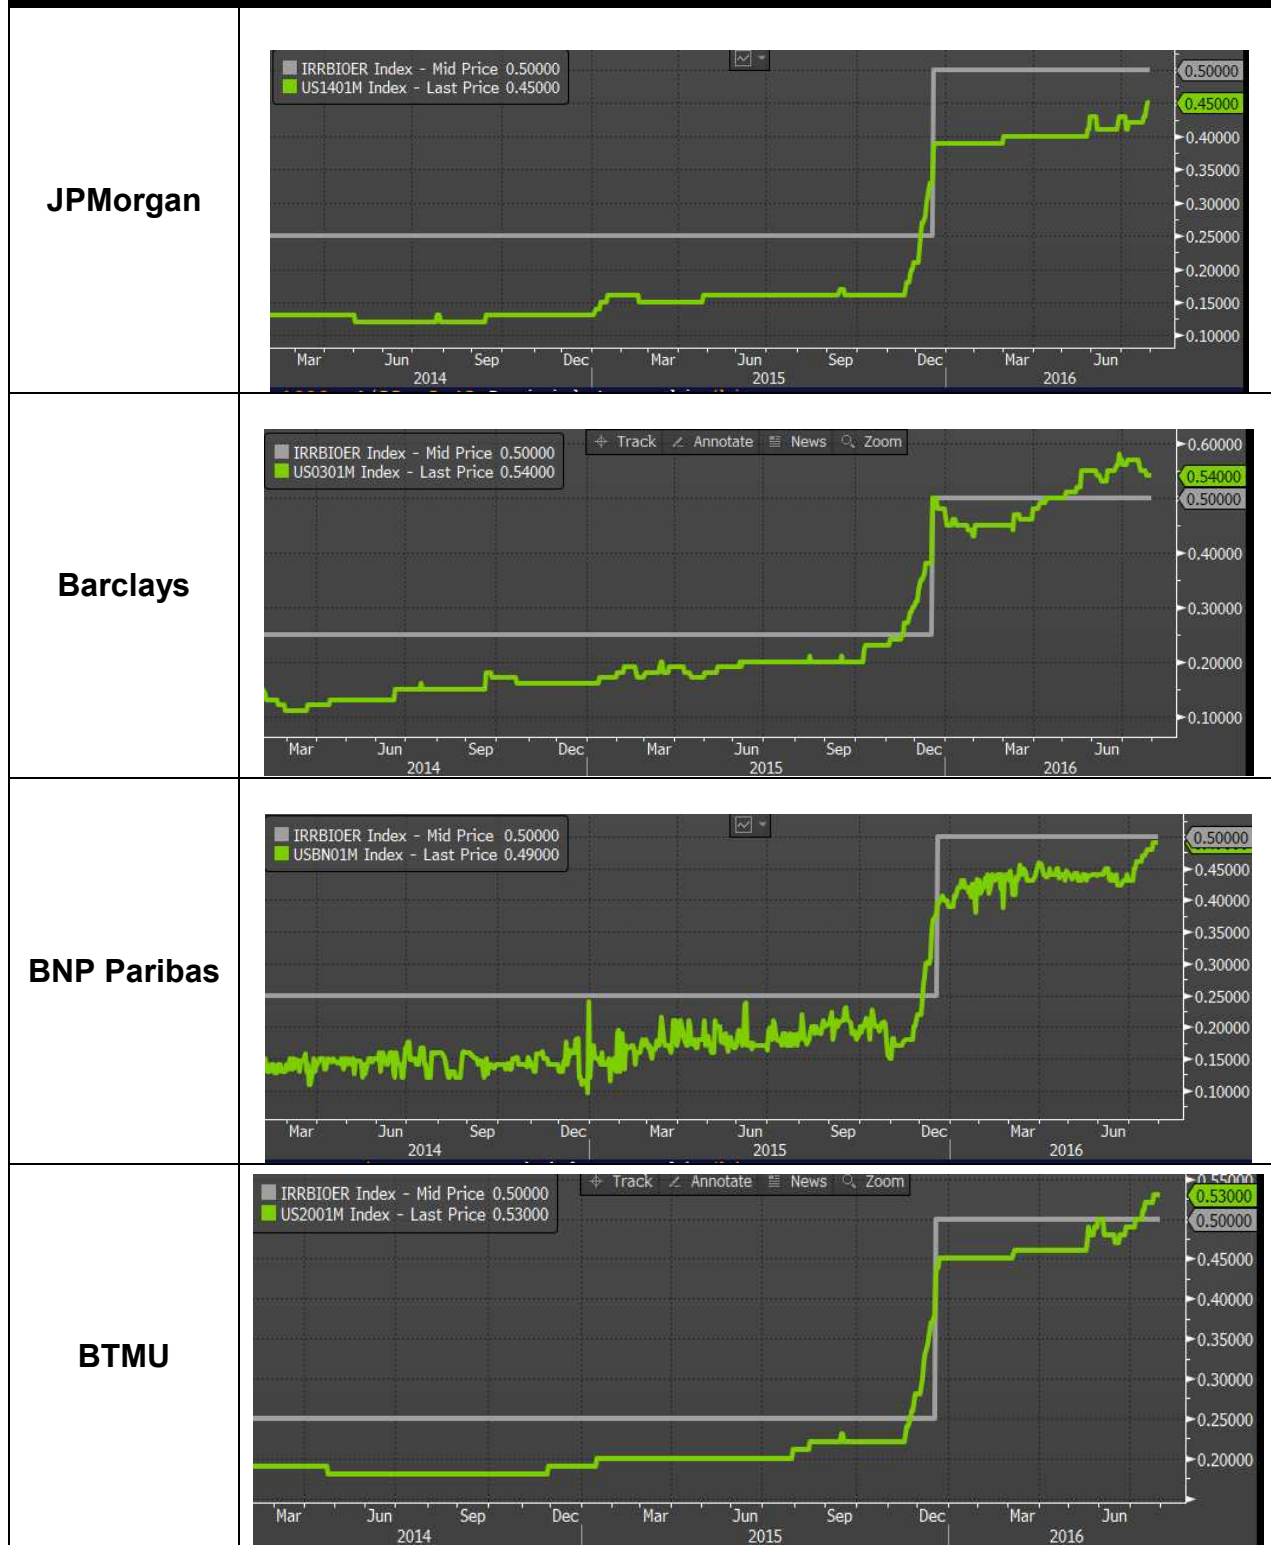 JPMorgan
IRRBIOER Index - Mid Price 0.50000
US1401M Index - Last Price 0.45000
0.50000
0.45000
0.40000
0.35000
0.30000
0.25000
0.20000
0.15000
0.10000
Mar Jun Sep Dec Mar Jun Sep Dec Mar Jun
2014 2015 2016
Barclays
IRRBIOER Index - Mid Price 0.50000
US0301M Index - Last Price 0.54000
Track Annotate News Zoom
0.60000
0.54000
0.50000
0.40000
0.30000
0.20000
0.10000
Mar Jun Sep Dec Mar Jun Sep Dec Mar Jun
2014 2015 2016
BNP Paribas
IRRBIOER Index - Mid Price 0.50000
USBN01M Index - Last Price 0.49000
0.50000
0.45000
0.40000
0.35000
0.30000
0.25000
0.20000
0.15000
0.10000
Mar Jun Sep Dec Mar Jun Sep Dec Mar Jun
2014 2015 2016
BTMU
IRRBIOER Index - Mid Price 0.50000
US2001M Index - Last Price 0.53000
Track Annotate News Zoom
0.55000
0.53000
0.50000
0.45000
0.40000
0.35000
0.30000
0.25000
0.20000
Mar Jun Sep Dec Mar Jun Sep Dec Mar Jun
2014 2015 2016